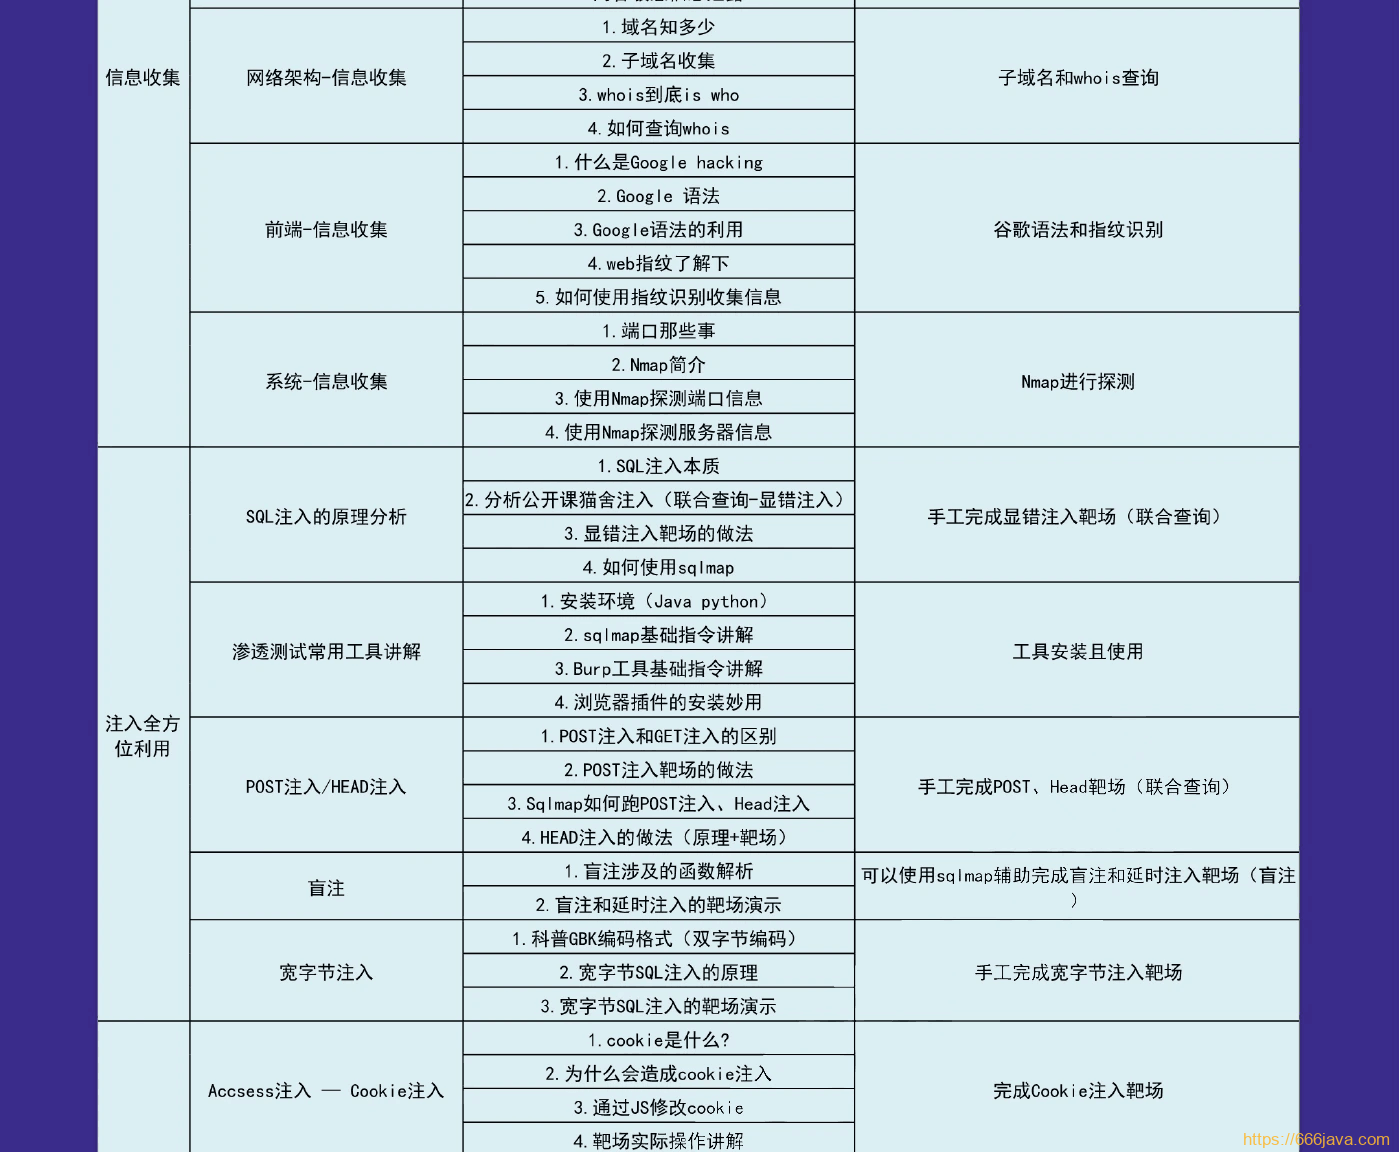 信息收集
网络架构-信息收集
1.域名知多少
2.子域名收集
3.whois到底is who
4.如何查询whois
子域名和whois查询
前端-信息收集
1.什么是Google hacking
2.Google 语法
3.Google语法的利用
4.web指纹了解下
5.如何使用指纹识别收集信息
谷歌语法和指纹识别
系统-信息收集
1.端口那些事
2.Nmap简介
3.使用Nmap探测端口信息
4.使用Nmap探测服务器信息
Nmap进行探测
注入全方
位利用
SQL注入的原理分析
1.SQL注入本质
2.分析公开课猫舍注入（联合查询-显错注入）
3.显错注入靶场的做法
4.如何使用sqlmap
手工完成显错注入靶场（联合查询）
渗透测试常用工具讲解
1.安装环境（Java python）
2.sqlmap基础指令讲解
3.Burp工具基础指令讲解
4.浏览器插件的安装妙用
工具安装且使用
POST注入/HEAD注入
1.POST注入和GET注入的区别
2.POST注入靶场的做法
3.Sqlmap如何跑POST注入、Head注入
4.HEAD注入的做法（原理+靶场）
手工完成POST、Head靶场（联合查询）
盲注
1.盲注涉及的函数解析
2.盲注和延时注入的靶场演示
可以使用sqlmap辅助完成盲注和延时注入靶场（盲注
）
宽字节注入
1.科普GBK编码格式（双字节编码）
2.宽字节SQL注入的原理
3.宽字节SQL注入的靶场演示
手工完成宽字节注入靶场
Accsess注入 — Cookie注入
1.cookie是什么?
2.为什么会造成cookie注入
3.通过JS修改cookie
4.靶场实际操作讲解
完成Cookie注入靶场
https://666java.com